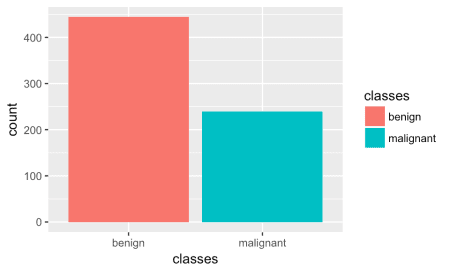 count
400
300
200
100
0
benign malignant
classes
classes
benign
malignant